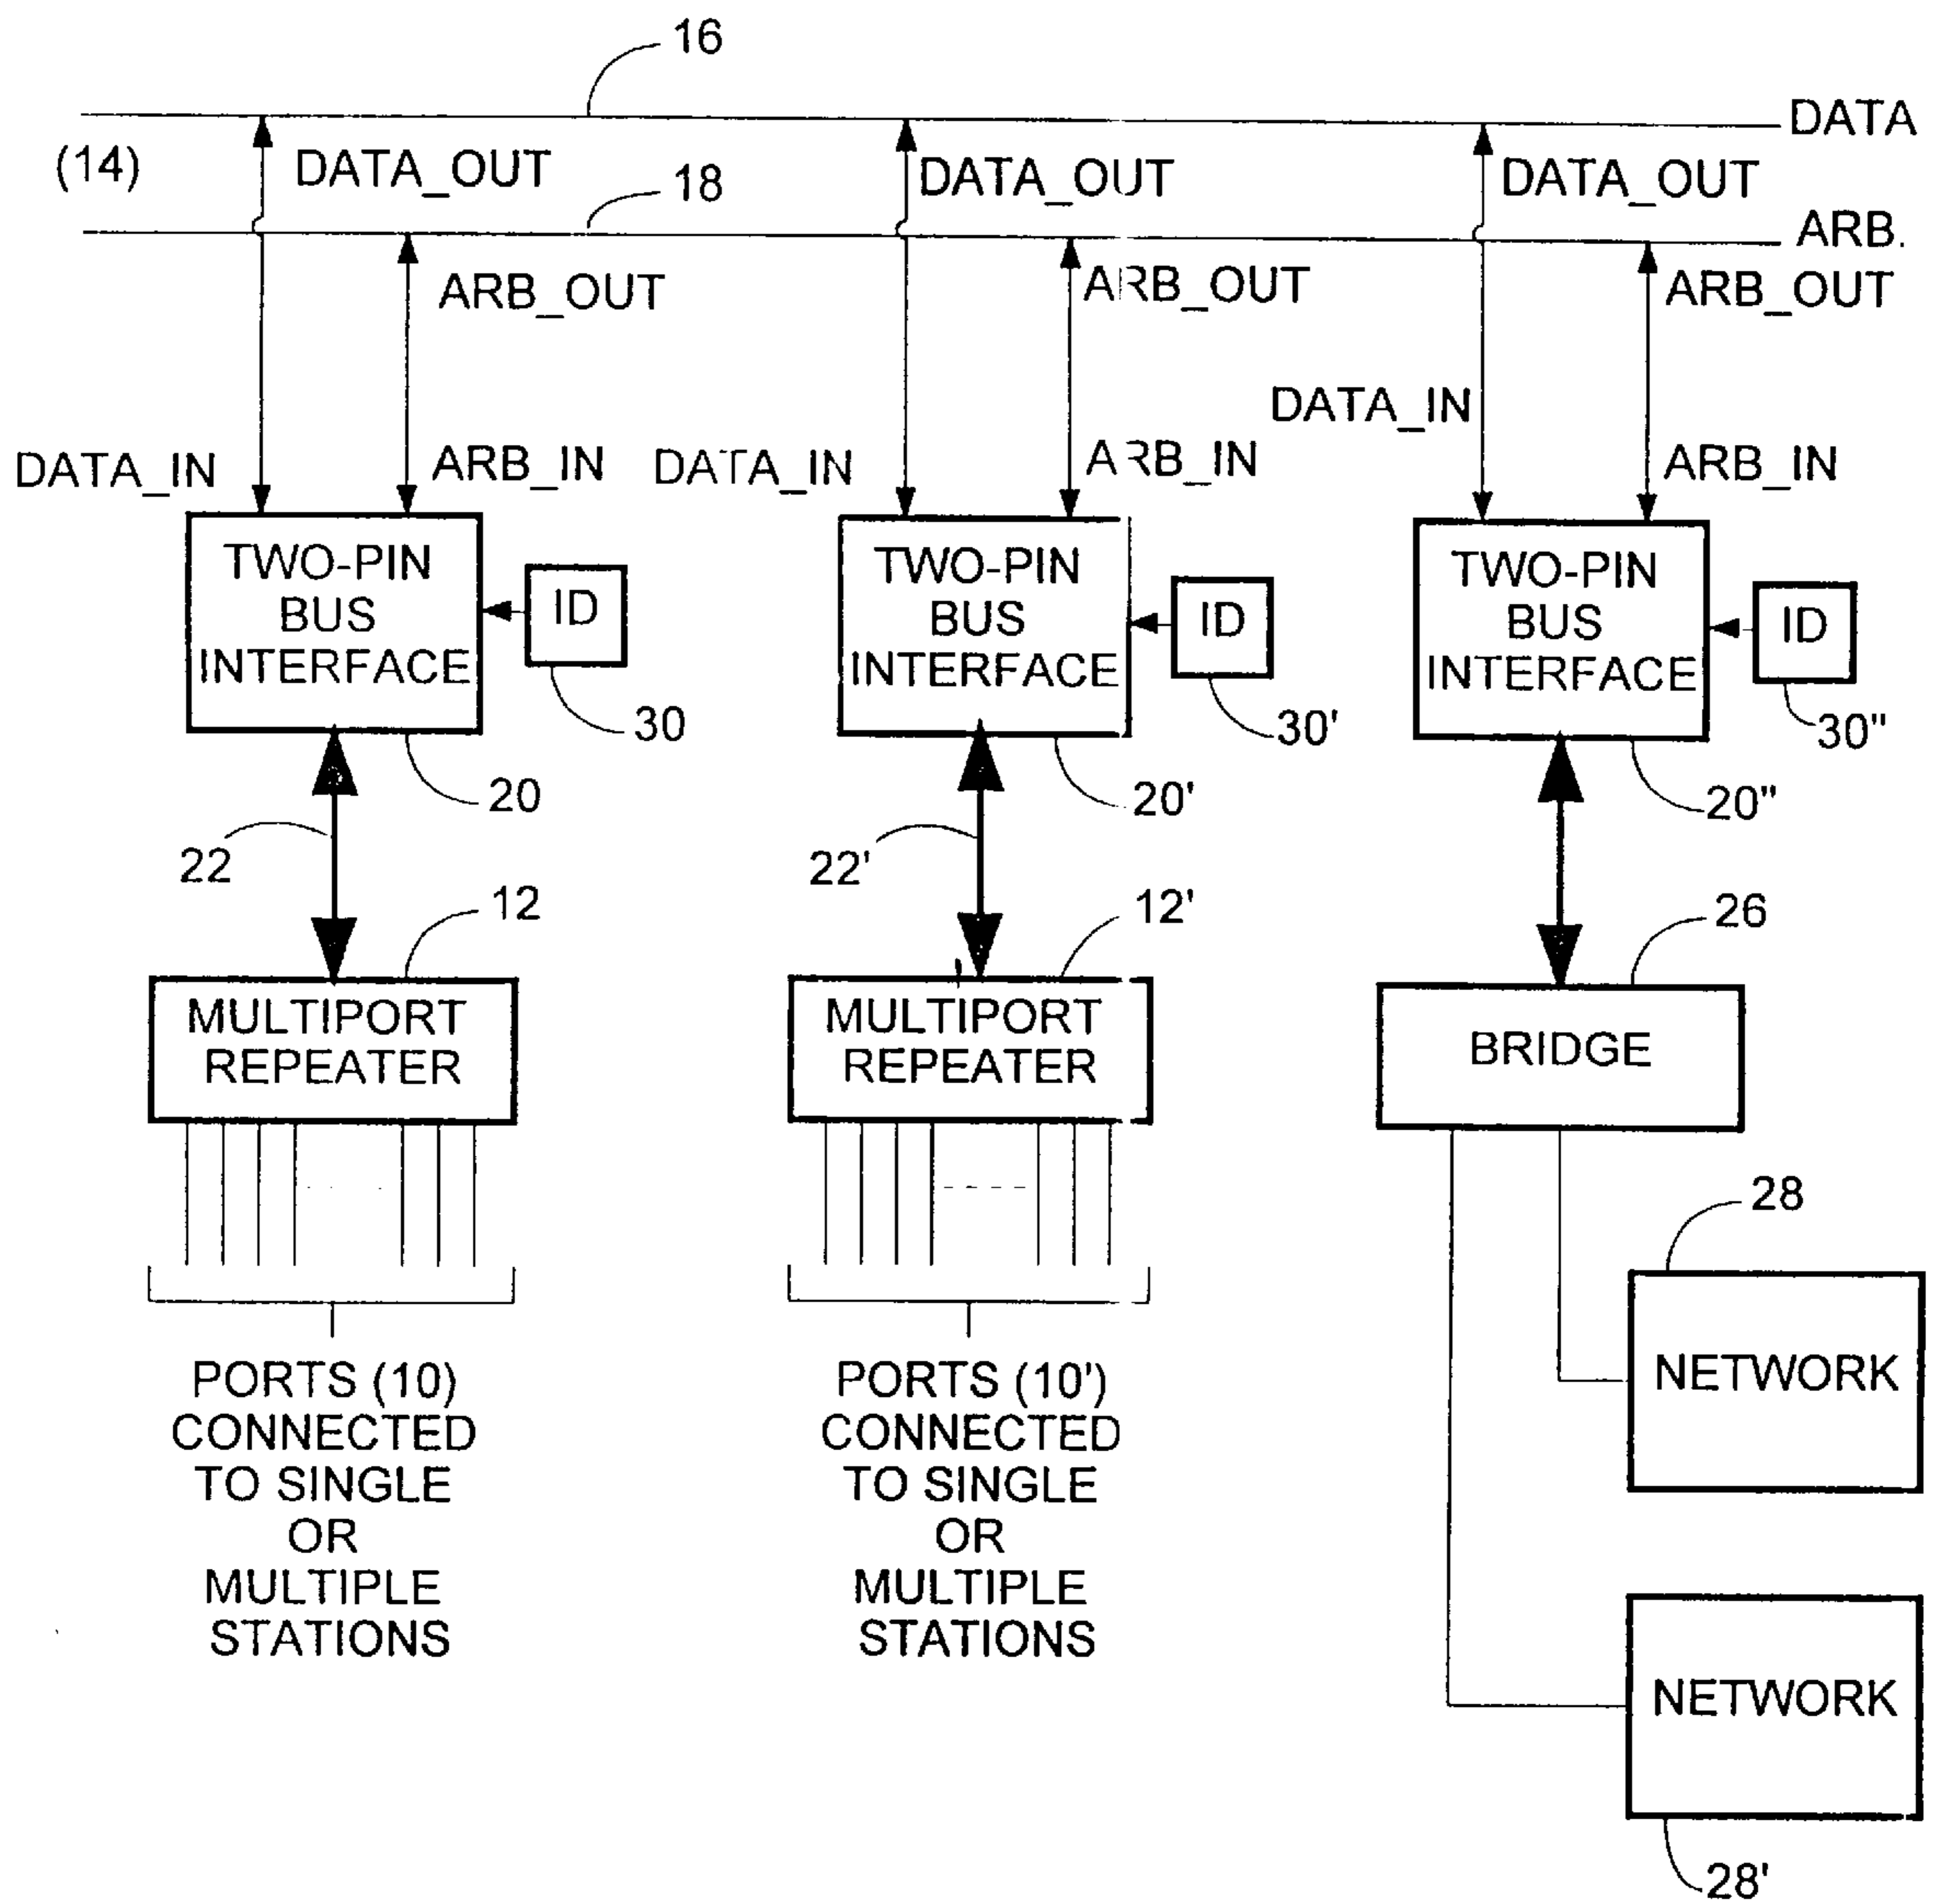 16
DATA
(14)
DATA_OUT
DATA_OUT
DATA_OUT
18
ARB.
ARB_OUT
ARB_OUT
ARB_OUT
DATA_IN
ARB_IN
DATA_IN
ARB_IN
DATA_IN
ARB_IN
TWO-PIN
BUS
INTERFACE
ID
30
TWO-PIN
BUS
INTERFACE
ID
30'
TWO-PIN
BUS
INTERFACE
ID
30"
20
20'
20"
22
22'
12
12'
26
MULTIPORT
REPEATER
MULTIPORT
REPEATER
BRIDGE
28
NETWORK
PORTS (10)
CONNECTED
TO SINGLE
OR
MULTIPLE
STATIONS
PORTS (10')
CONNECTED
TO SINGLE
OR
MULTIPLE
STATIONS
NETWORK
28'